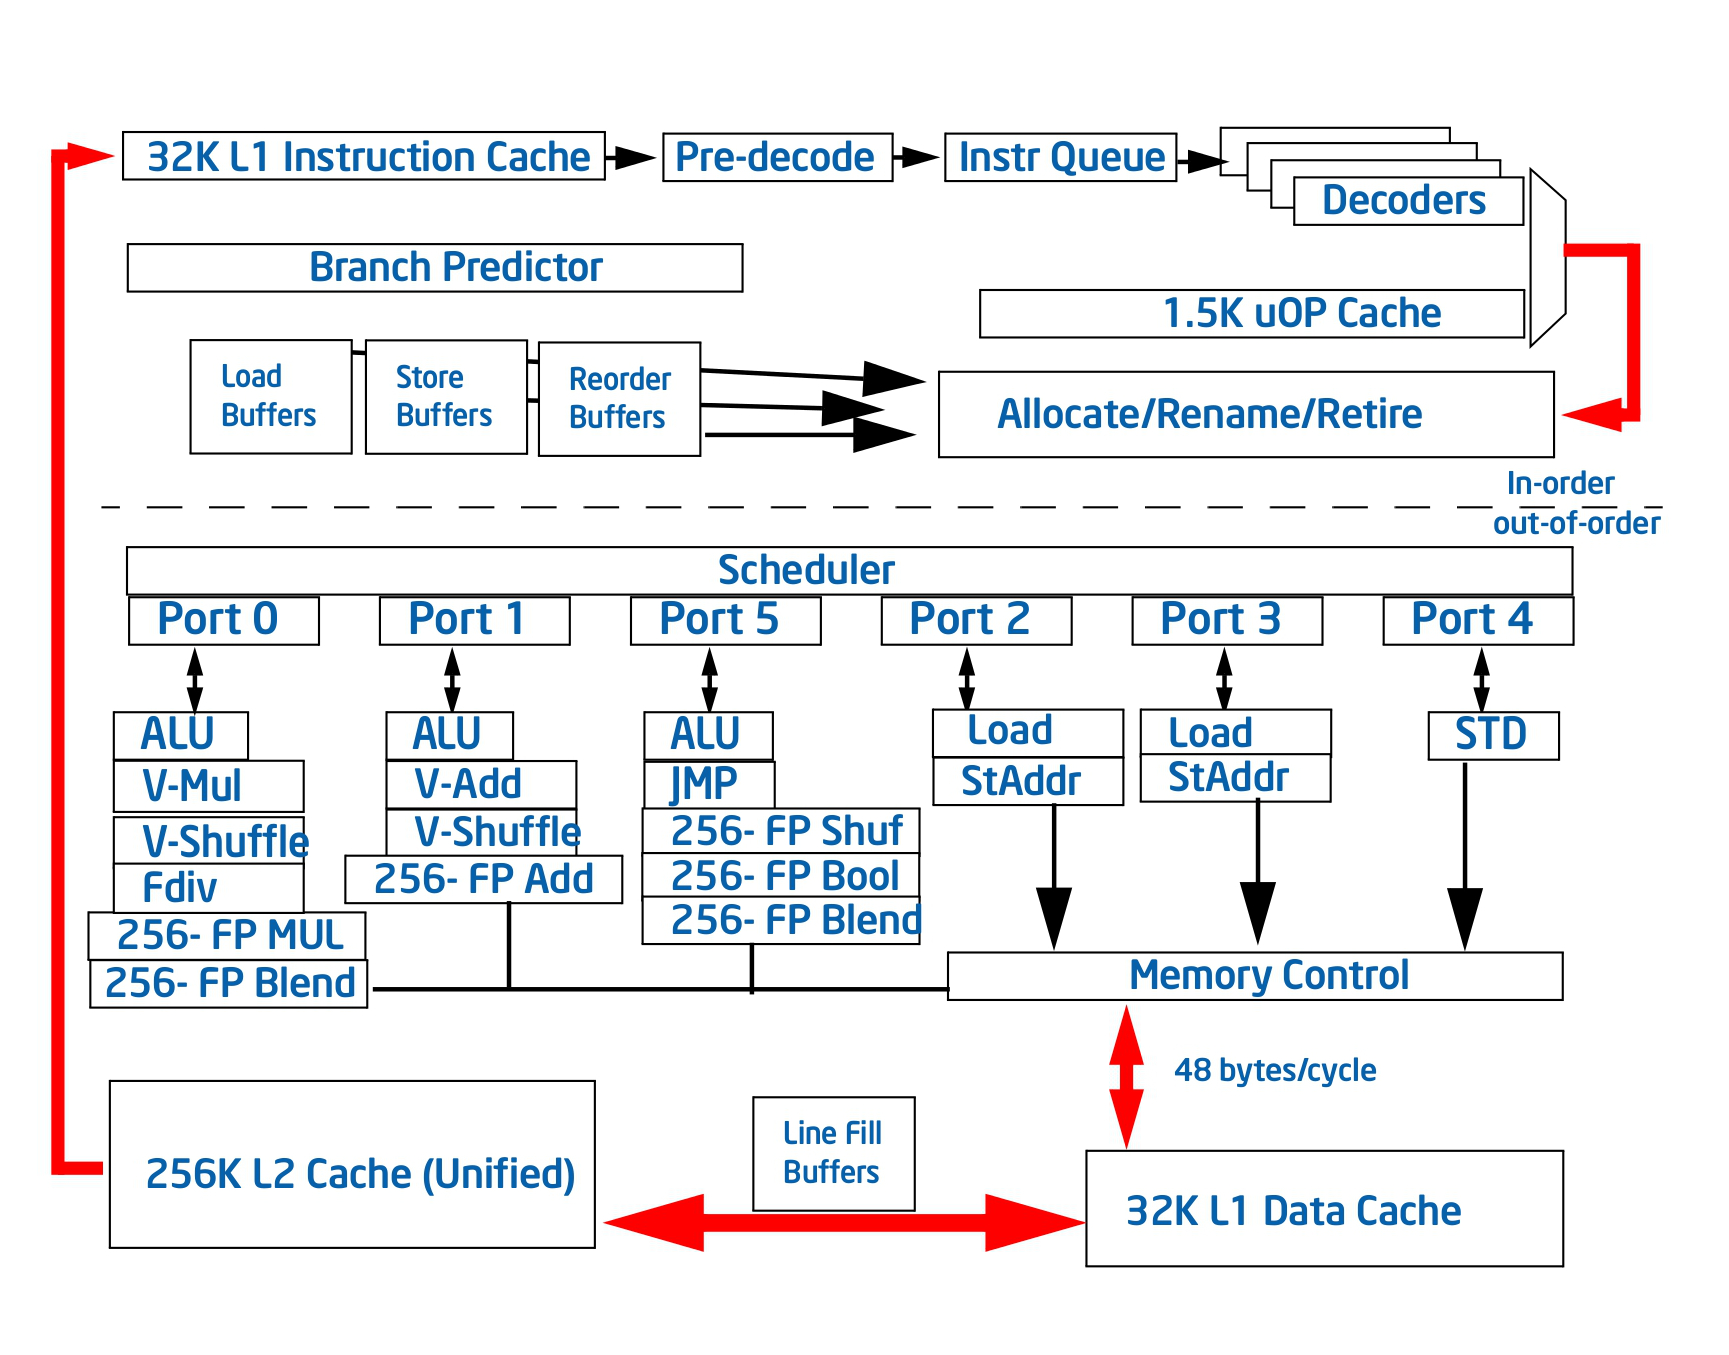 32K L1 Instruction Cache
Pre-decode
Instr Queue
Decoders
Branch Predictor
1.5K uOP Cache
Load
Buffers
Store
Buffers
Reorder
Buffers
Allocate/Rename/Retire
In-order
out-of-order
Scheduler
Port 0
Port 1
Port 5
Port 2
Port 3
Port 4
ALU
V-Mul
V-Shuffle
Fdiv
256- FP MUL
256- FP Blend
ALU
V-Add
V-Shuffle
256- FP Add
ALU
JMP
256- FP Shuf
256- FP Bool
256- FP Blend
Load
StAddr
Load
StAddr
STD
Memory Control
48 bytes/cycle
256K L2 Cache (Unified)
Line Fill
Buffers
32K L1 Data Cache